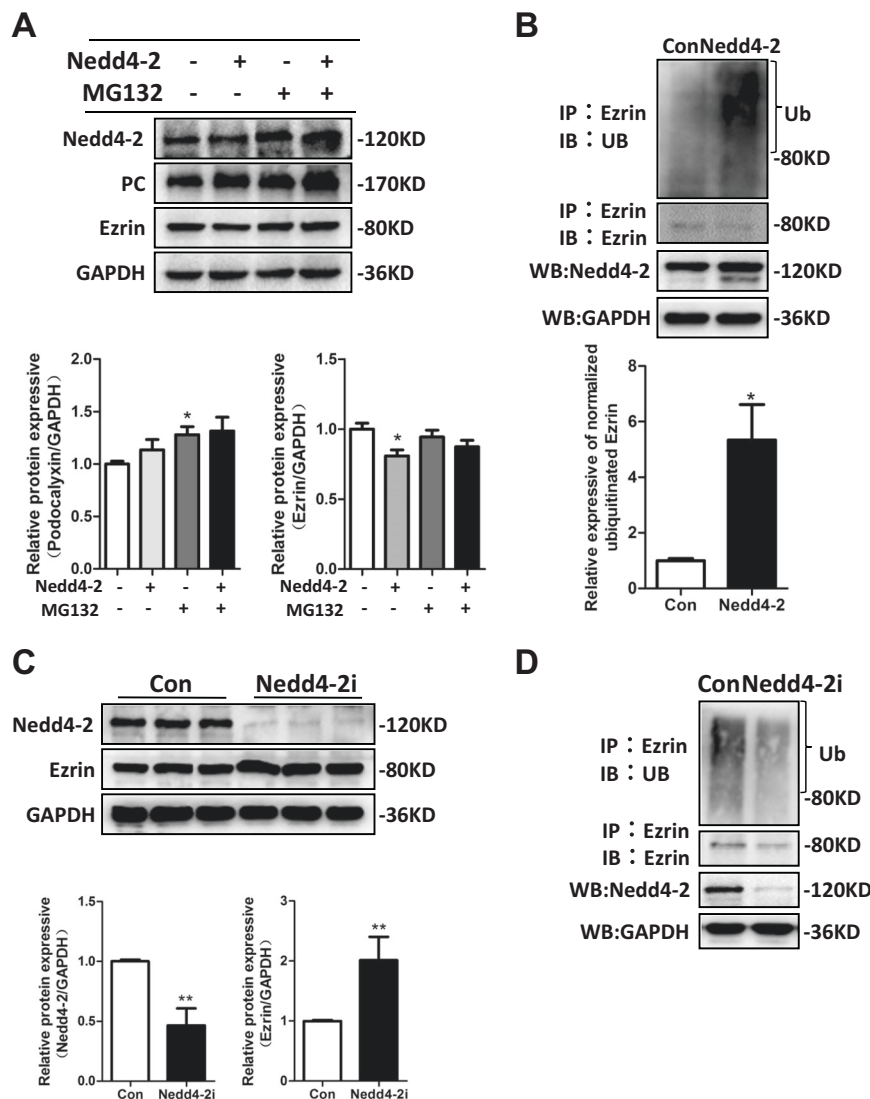 A
Nedd4-2 - + - +
MG132 - - + +
Nedd4-2 -120KD
PC -170KD
Ezrin -80KD
GAPDH -36KD
Relative protein expressive
(Podocalyxin/GAPDH)
2.0
1.5
1.0
0.5
0.0
*
Nedd4-2 - + - +
MG132 - - + +
Relative protein expressive
(Ezrin/GAPDH)
1.5
1.0
0.5
0.0
*
Nedd4-2 - + - +
MG132 - - + +
B
ConNedd4-2
IP：Ezrin
IB：UB
Ub
-80KD
IP：Ezrin
IB：Ezrin
-80KD
WB:Nedd4-2 -120KD
WB:GAPDH -36KD
Relative expressive of normalized
ubiquitinated Ezrin
8
6
4
2
0
*
Con Nedd4-2
C
Con Nedd4-2i
Nedd4-2 -120KD
Ezrin -80KD
GAPDH -36KD
Relative protein expressive
(Nedd4-2/GAPDH)
1.5
1.0
0.5
0.0
**
Con Nedd4-2i
Relative protein expressive
(Ezrin/GAPDH)
3
2
1
0
**
Con Nedd4-2i
D
ConNedd4-2i
IP：Ezrin
IB：UB
Ub
-80KD
IP：Ezrin
IB：Ezrin
-80KD
WB:Nedd4-2 -120KD
WB:GAPDH -36KD